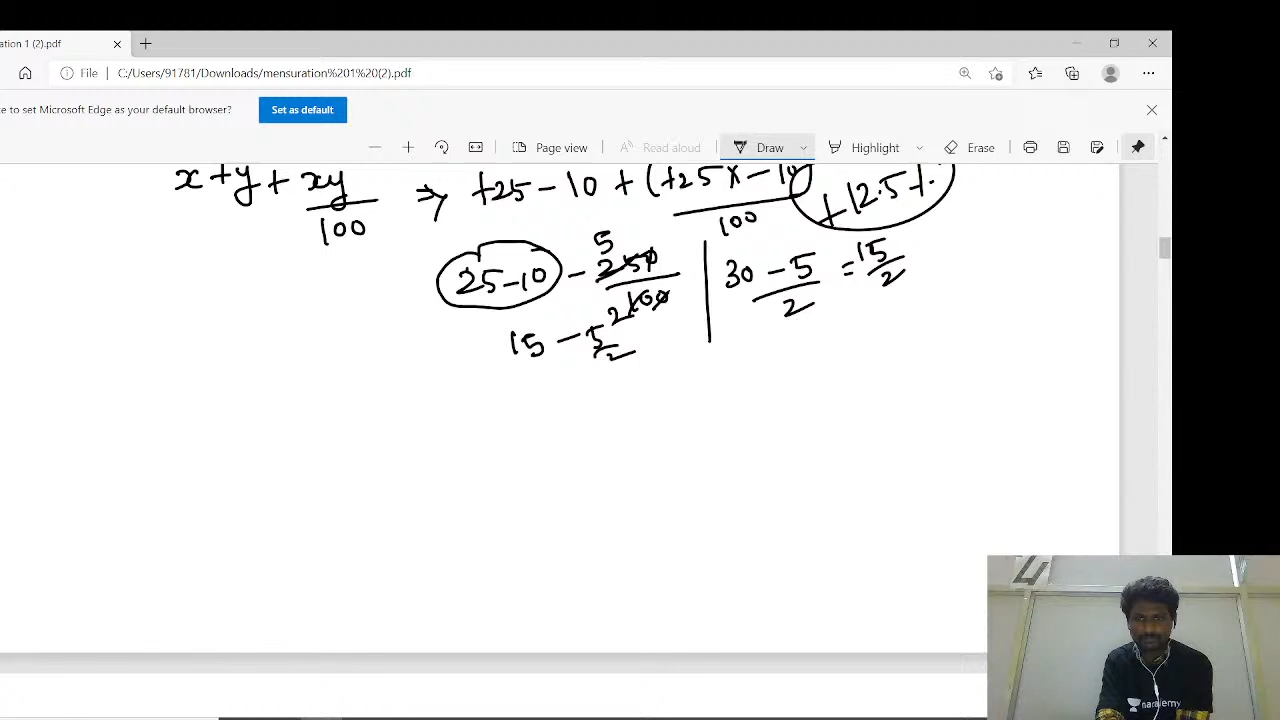 ation 1 (2).pdf
File C:/Users/91781/Downloads/mensuration%201%20(2).pdf
e to set Microsoft Edge as your default browser? Set as default
Page view Read aloud Draw Highlight Erase
x + y + xy/100 ⇒ +25 - 10 + (+25 x -10)/100 +12.5%
25-10 - 5 250/2 100 | 30 - 5/2 = 15/2
15 - 5/2